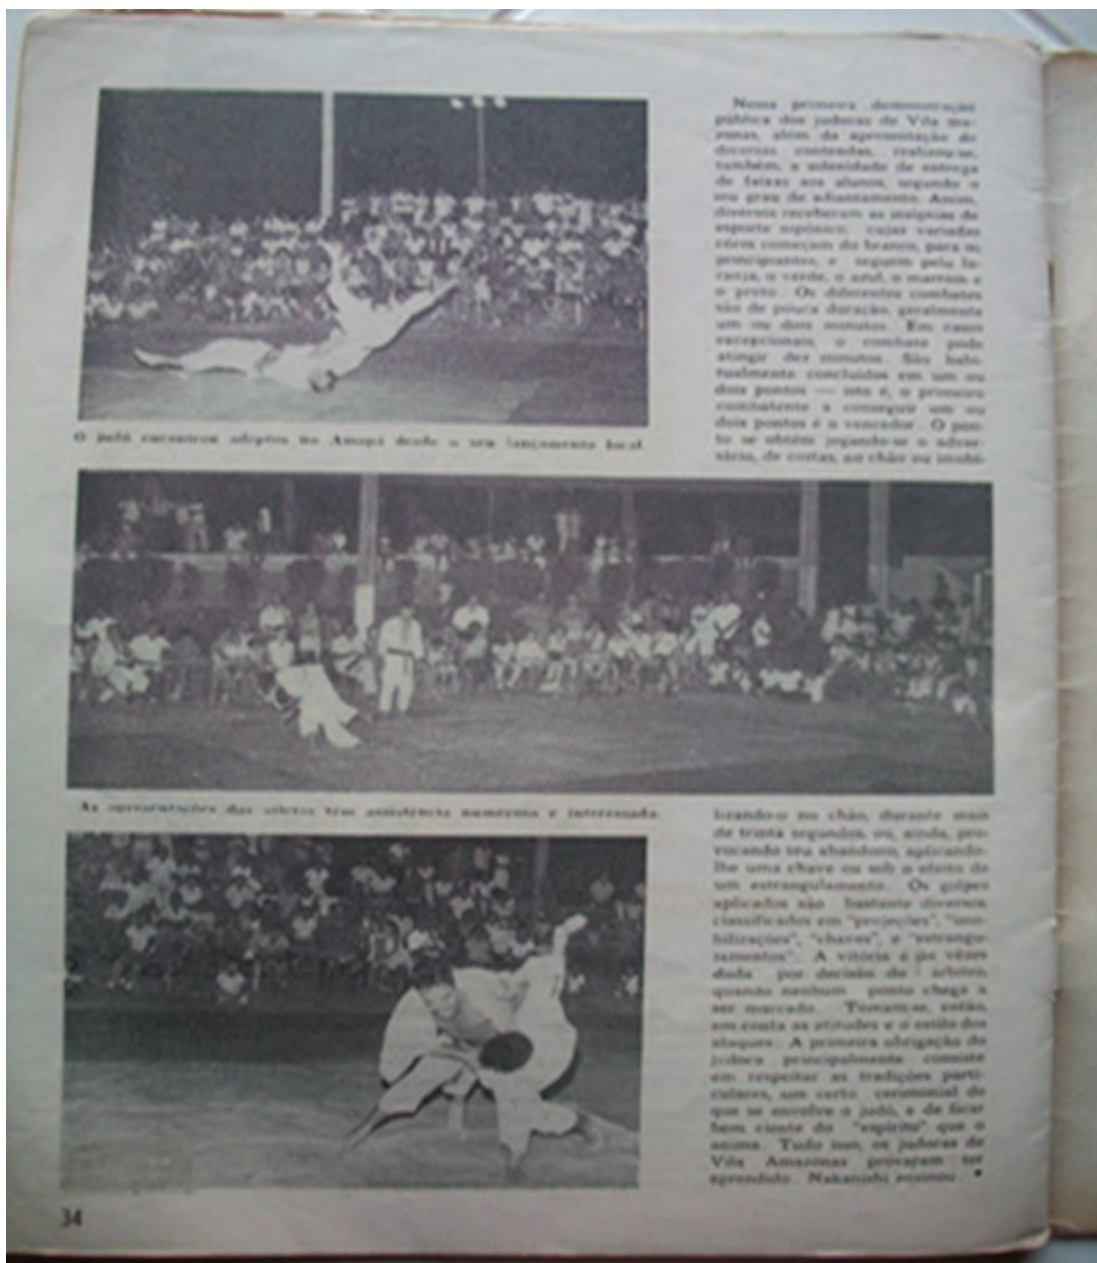 Nessa primeira demonstração
pública dos judocas de Vila Ama-
zonas, além da apresentação de
diversas contendas, realizou-se,
também, a solenidade de entrega
de faixas aos alunos, segundo o
seu grau de adiantamento. Assim,
diversos receberam as insígnias do
esporte nipônico, cujas variadas
côres começam do branco, para os
principiantes, e seguem pela la-
ranja, o verde, o azul, o marrom e
o preto. Os diferentes combates
são de pouca duração, geralmente
um ou dois minutos. Em casos
excepcionais, o combate pode
atingir dez minutos. São habi-
tualmente concluídos em um ou
dois pontos — isto é, o primeiro
combatente a conseguir um ou
dois pontos é o vencedor. O pon-
to se obtém jogando-se o adver-
sário, de costas, no chão ou imobi-
O judô encontrou adeptos no Amapá desde o seu lançamento local.
As apresentações dos atletas têm assistência numerosa e interessada.
lizando-o no chão, durante mais
de trinta segundos, ou, ainda, pro-
vocando seu abandono, aplicando-
lhe uma chave ou sob o efeito de
um estrangulamento. Os golpes
aplicados são bastante diversos,
classificados em "projeções", "imo-
bilizações", "chaves", e "estrangu-
lamentos". A vitória é às vêzes
dada por decisão do árbitro,
quando nenhum ponto chega a
ser marcado. Tomam-se, então,
em conta as atitudes e o estilo dos
ataques. A primeira obrigação do
judoca principalmente consiste
em respeitar as tradições parti-
culares, um certo cerimonial de
que se envolve o judô, e de ficar
bem ciente do "espírito" que o
anima. Tudo isso, os judocas de
Vila Amazonas provaram ter
aprendido. Nakanishi ensinou.
34